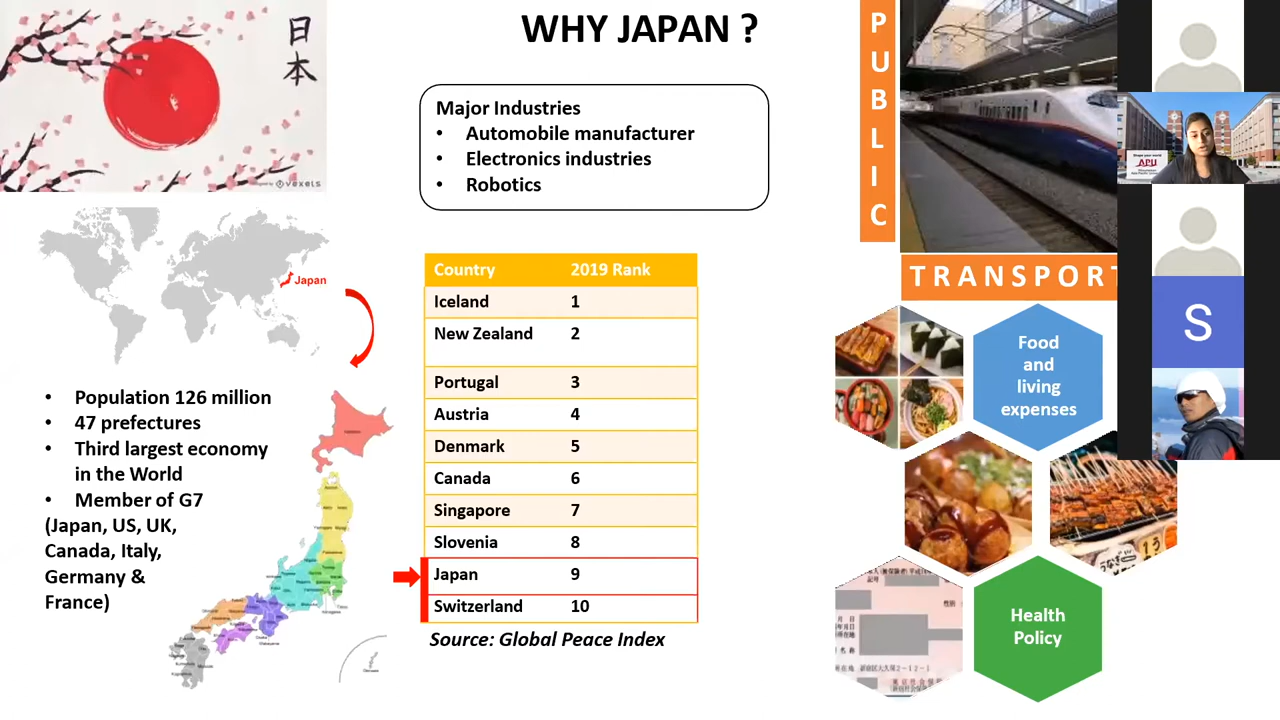 WHY JAPAN ?
日
本
Major Industries
• Automobile manufacturer
• Electronics industries
• Robotics
Japan
• Population 126 million
• 47 prefectures
• Third largest economy
in the World
• Member of G7
(Japan, US, UK,
Canada, Italy,
Germany &
France)
Country 2019 Rank
Iceland 1
New Zealand 2
Portugal 3
Austria 4
Denmark 5
Canada 6
Singapore 7
Slovenia 8
Japan 9
Switzerland 10
Source: Global Peace Index
PUBLIC
TRANSPORT
Food
and
living
expenses
Health
Policy
S
APU